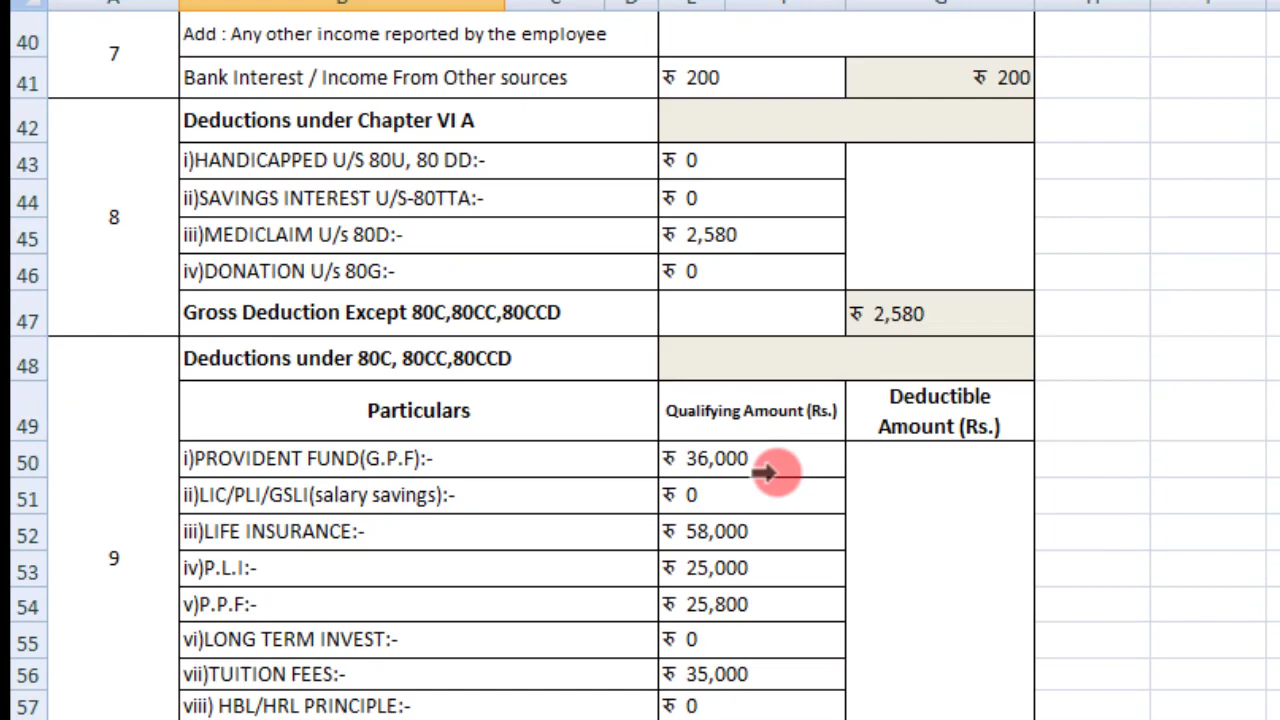 40 7 Add : Any other income reported by the employee
41 Bank Interest / Income From Other sources रु 200 रु 200
42 Deductions under Chapter VI A
43 i)HANDICAPPED U/S 80U, 80 DD:- रु 0
44 8 ii)SAVINGS INTEREST U/S-80TTA:- रु 0
45 iii)MEDICLAIM U/s 80D:- रु 2,580
46 iv)DONATION U/s 80G:- रु 0
47 Gross Deduction Except 80C,80CC,80CCD रु 2,580
48 Deductions under 80C, 80CC,80CCD
49 Particulars Qualifying Amount (Rs.) Deductible
Amount (Rs.)
50 i)PROVIDENT FUND(G.P.F):- रु 36,000
51 ii)LIC/PLI/GSLI(salary savings):- रु 0
52 iii)LIFE INSURANCE:- रु 58,000
53 9 iv)P.L.I:- रु 25,000
54 v)P.P.F:- रु 25,800
55 vi)LONG TERM INVEST:- रु 0
56 vii)TUITION FEES:- रु 35,000
57 viii) HBL/HRL PRINCIPLE:- रु 0